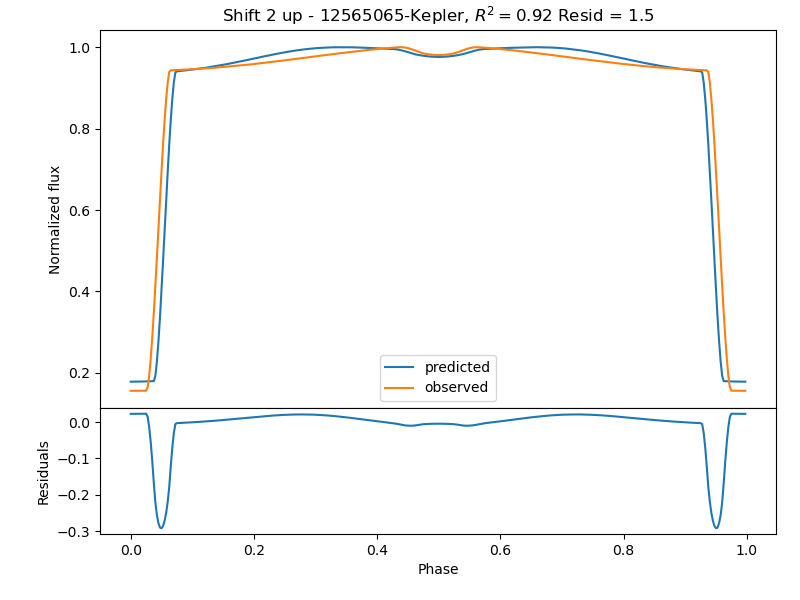 Shift 2 up - 12565065-Kepler, R² = 0.92 Resid = 1.5
1.0
0.8
0.6
0.4
0.2
Normalized flux
predicted
observed
0.0
−0.1
−0.2
−0.3
Residuals
0.0 0.2 0.4 0.6 0.8 1.0
Phase